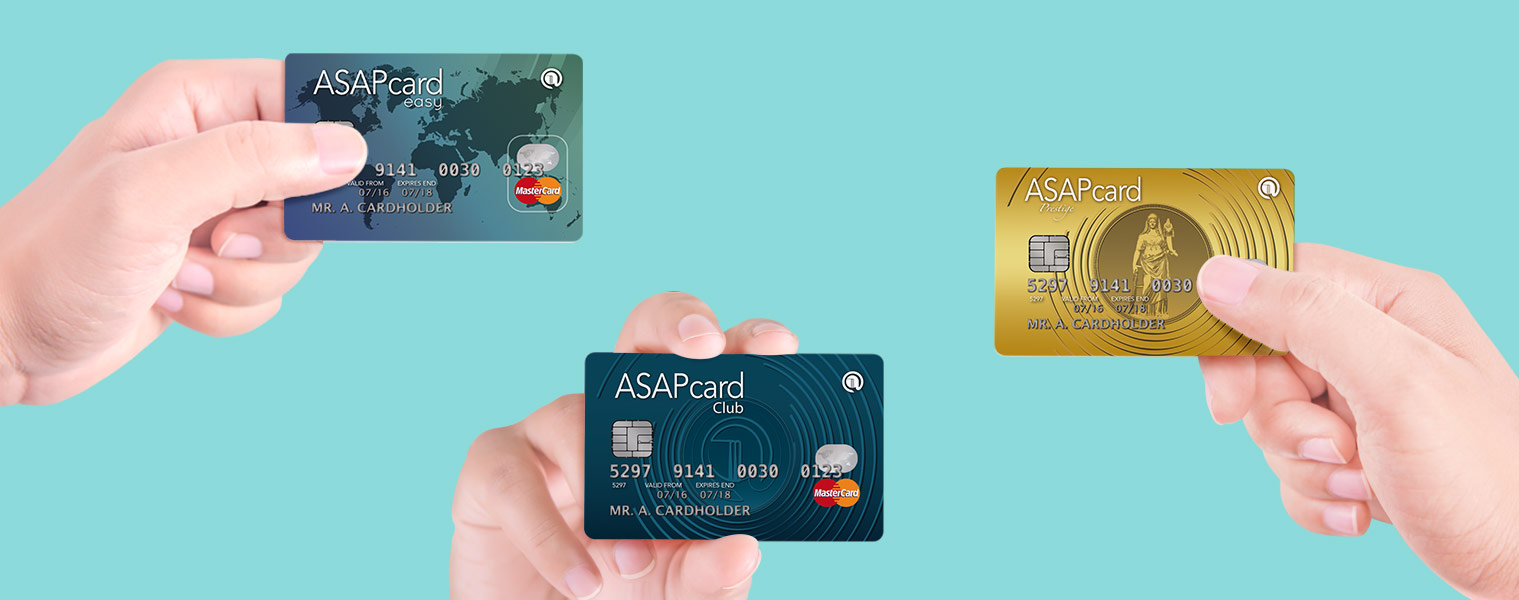 ASAPcard
easy
9141 0030 0123
VALID FROM EXPIRES END
07/16 07/18
MasterCard
MR. A. CARDHOLDER
ASAPcard
Club
5297 9141 0030 0123
5297 VALID FROM EXPIRES END
07/16 07/18
MasterCard
MR. A. CARDHOLDER
ASAPcard
Prestige
5297 9141 0030
5297 VALID FROM EXPIRES END
07/16 07/18
MR. A. CARDHOLDER